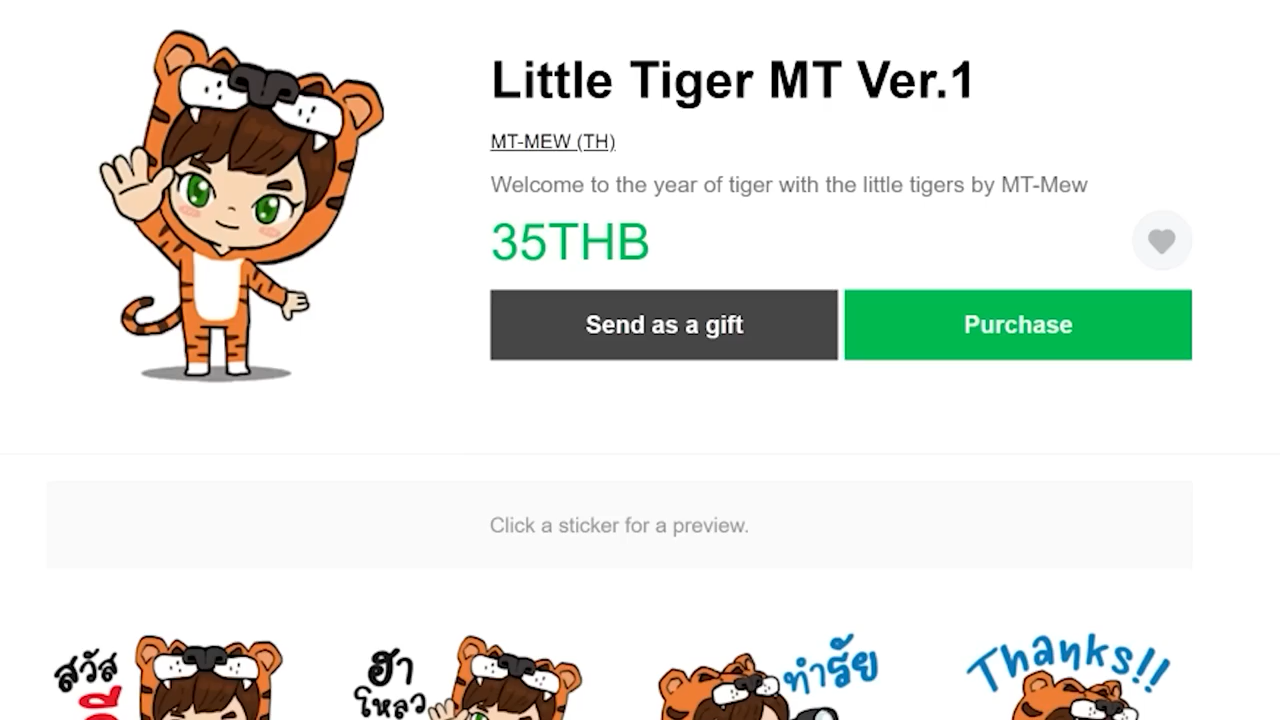 Little Tiger MT Ver.1
MT-MEW (TH)
Welcome to the year of tiger with the little tigers by MT-Mew
35THB
Send as a gift
Purchase
Click a sticker for a preview.
สวัส
ฮา
โหลว
ทำรัย
Thanks!!